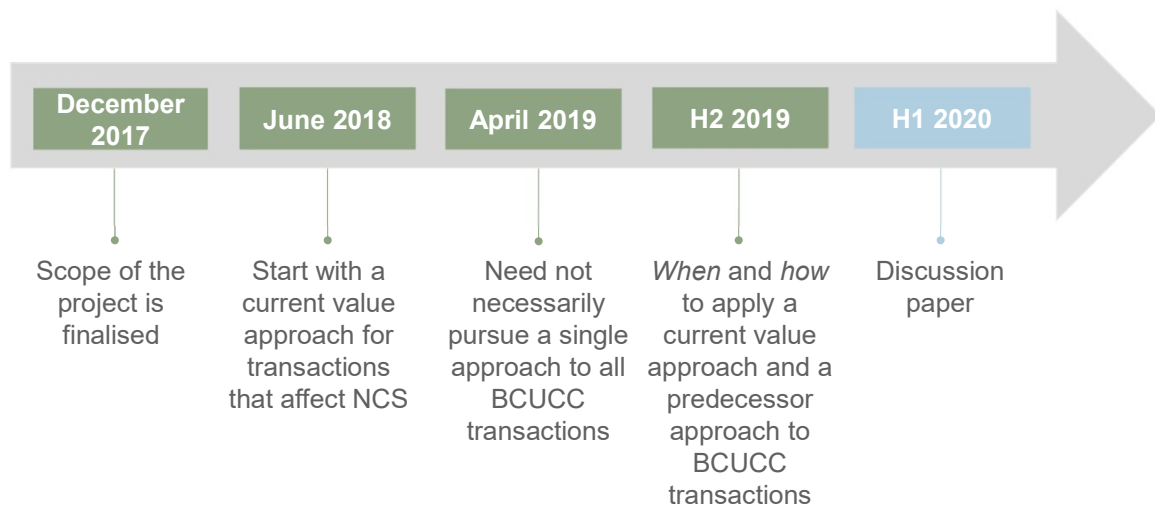 December
2017
June 2018
April 2019
H2 2019
H1 2020
Scope of the
project is
finalised
Start with a
current value
approach for
transactions
that affect NCS
Need not
necessarily
pursue a single
approach to all
BCUCC
transactions
When and how
to apply a
current value
approach and a
predecessor
approach to
BCUCC
transactions
Discussion
paper